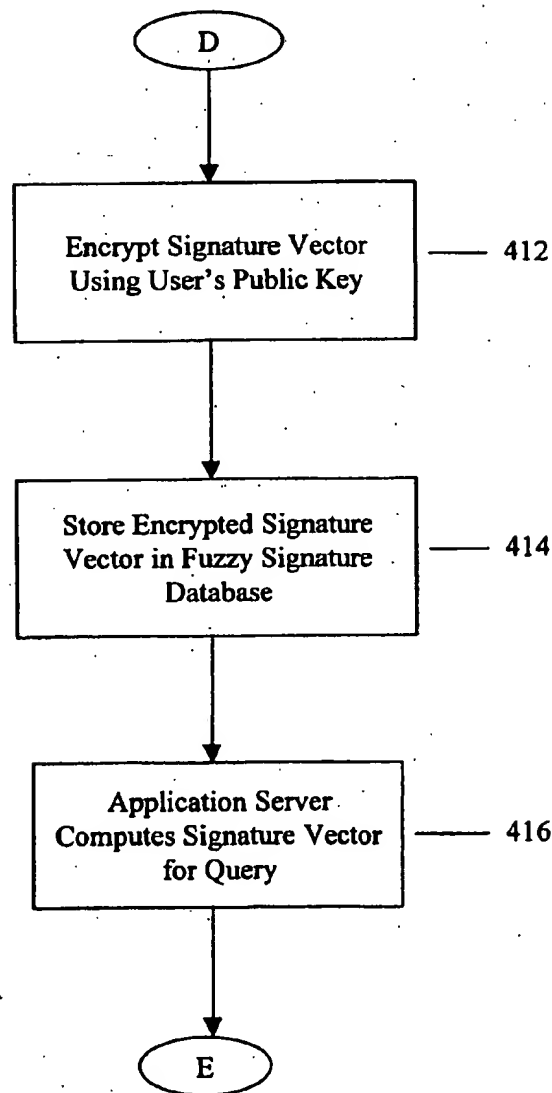 D
Encrypt Signature Vector
Using User's Public Key
412
Store Encrypted Signature
Vector in Fuzzy Signature
Database
414
Application Server
Computes Signature Vector
for Query
416
E